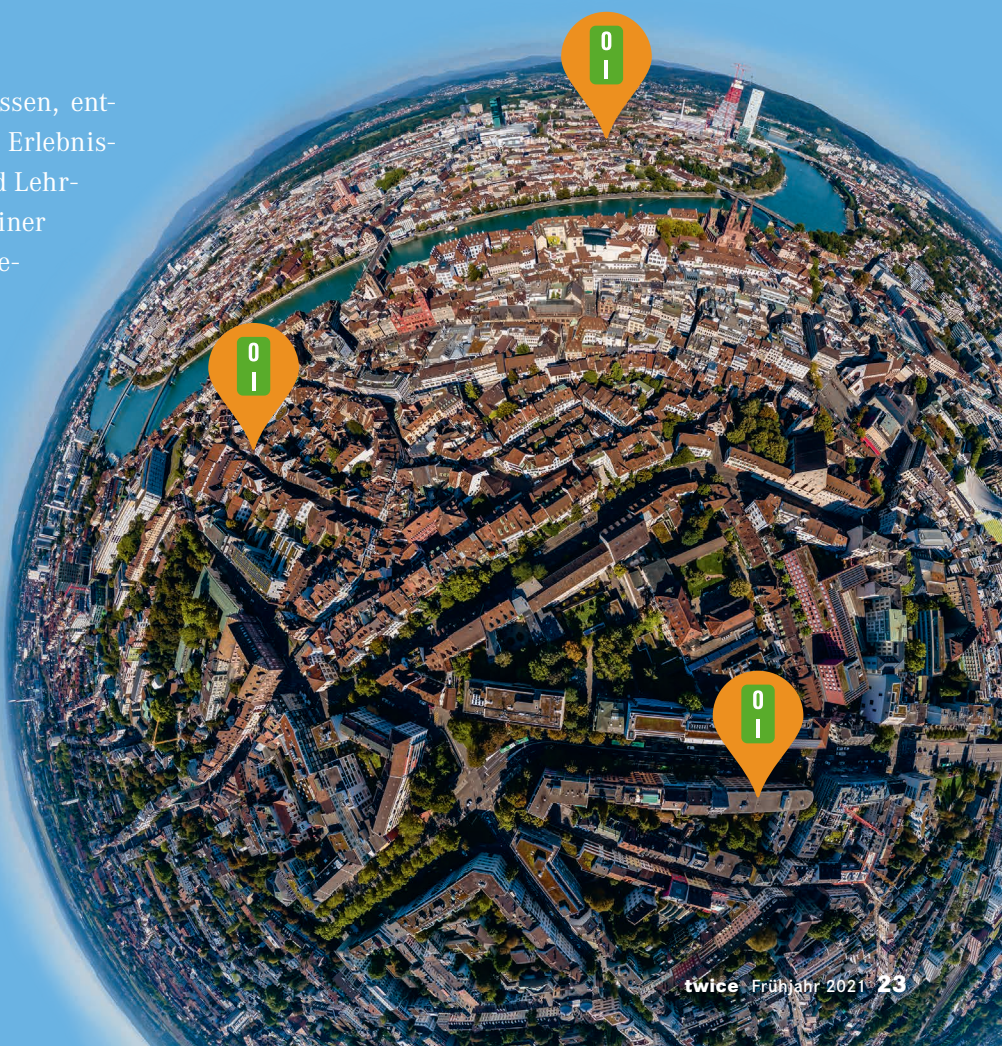 ssen, ent-
Erlebnis-
d Lehr-
iner
e-
0
I
0
I
0
I
twice Frühjahr 2021 23